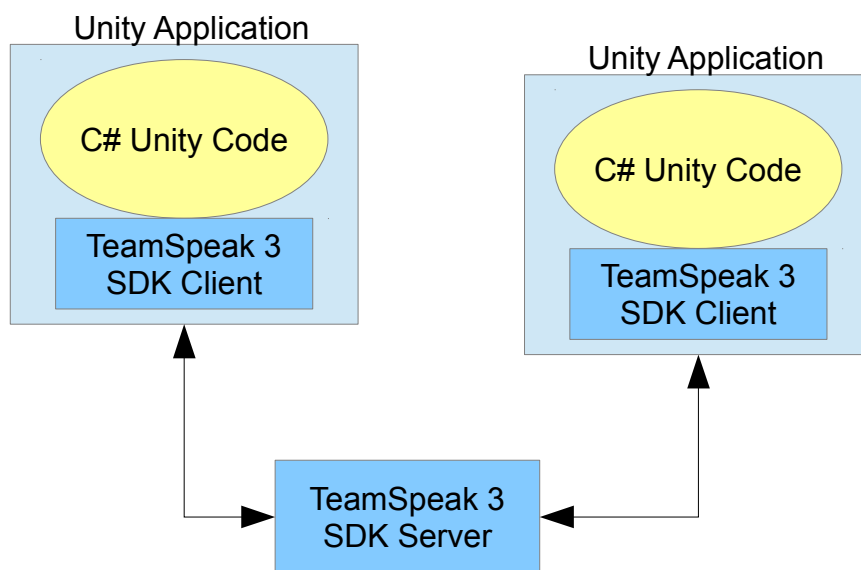 Unity Application
C# Unity Code
TeamSpeak 3
SDK Client
Unity Application
C# Unity Code
TeamSpeak 3
SDK Client
TeamSpeak 3
SDK Server